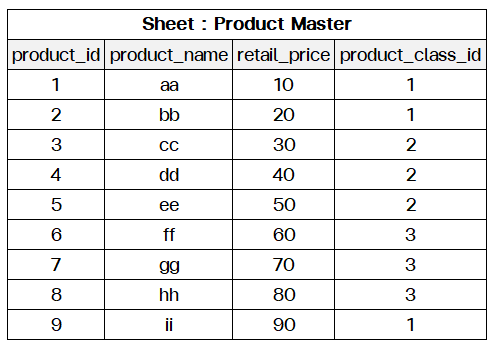 Sheet : Product Master
product_id product_name retail_price product_class_id
1 aa 10 1
2 bb 20 1
3 cc 30 2
4 dd 40 2
5 ee 50 2
6 ff 60 3
7 gg 70 3
8 hh 80 3
9 ii 90 1